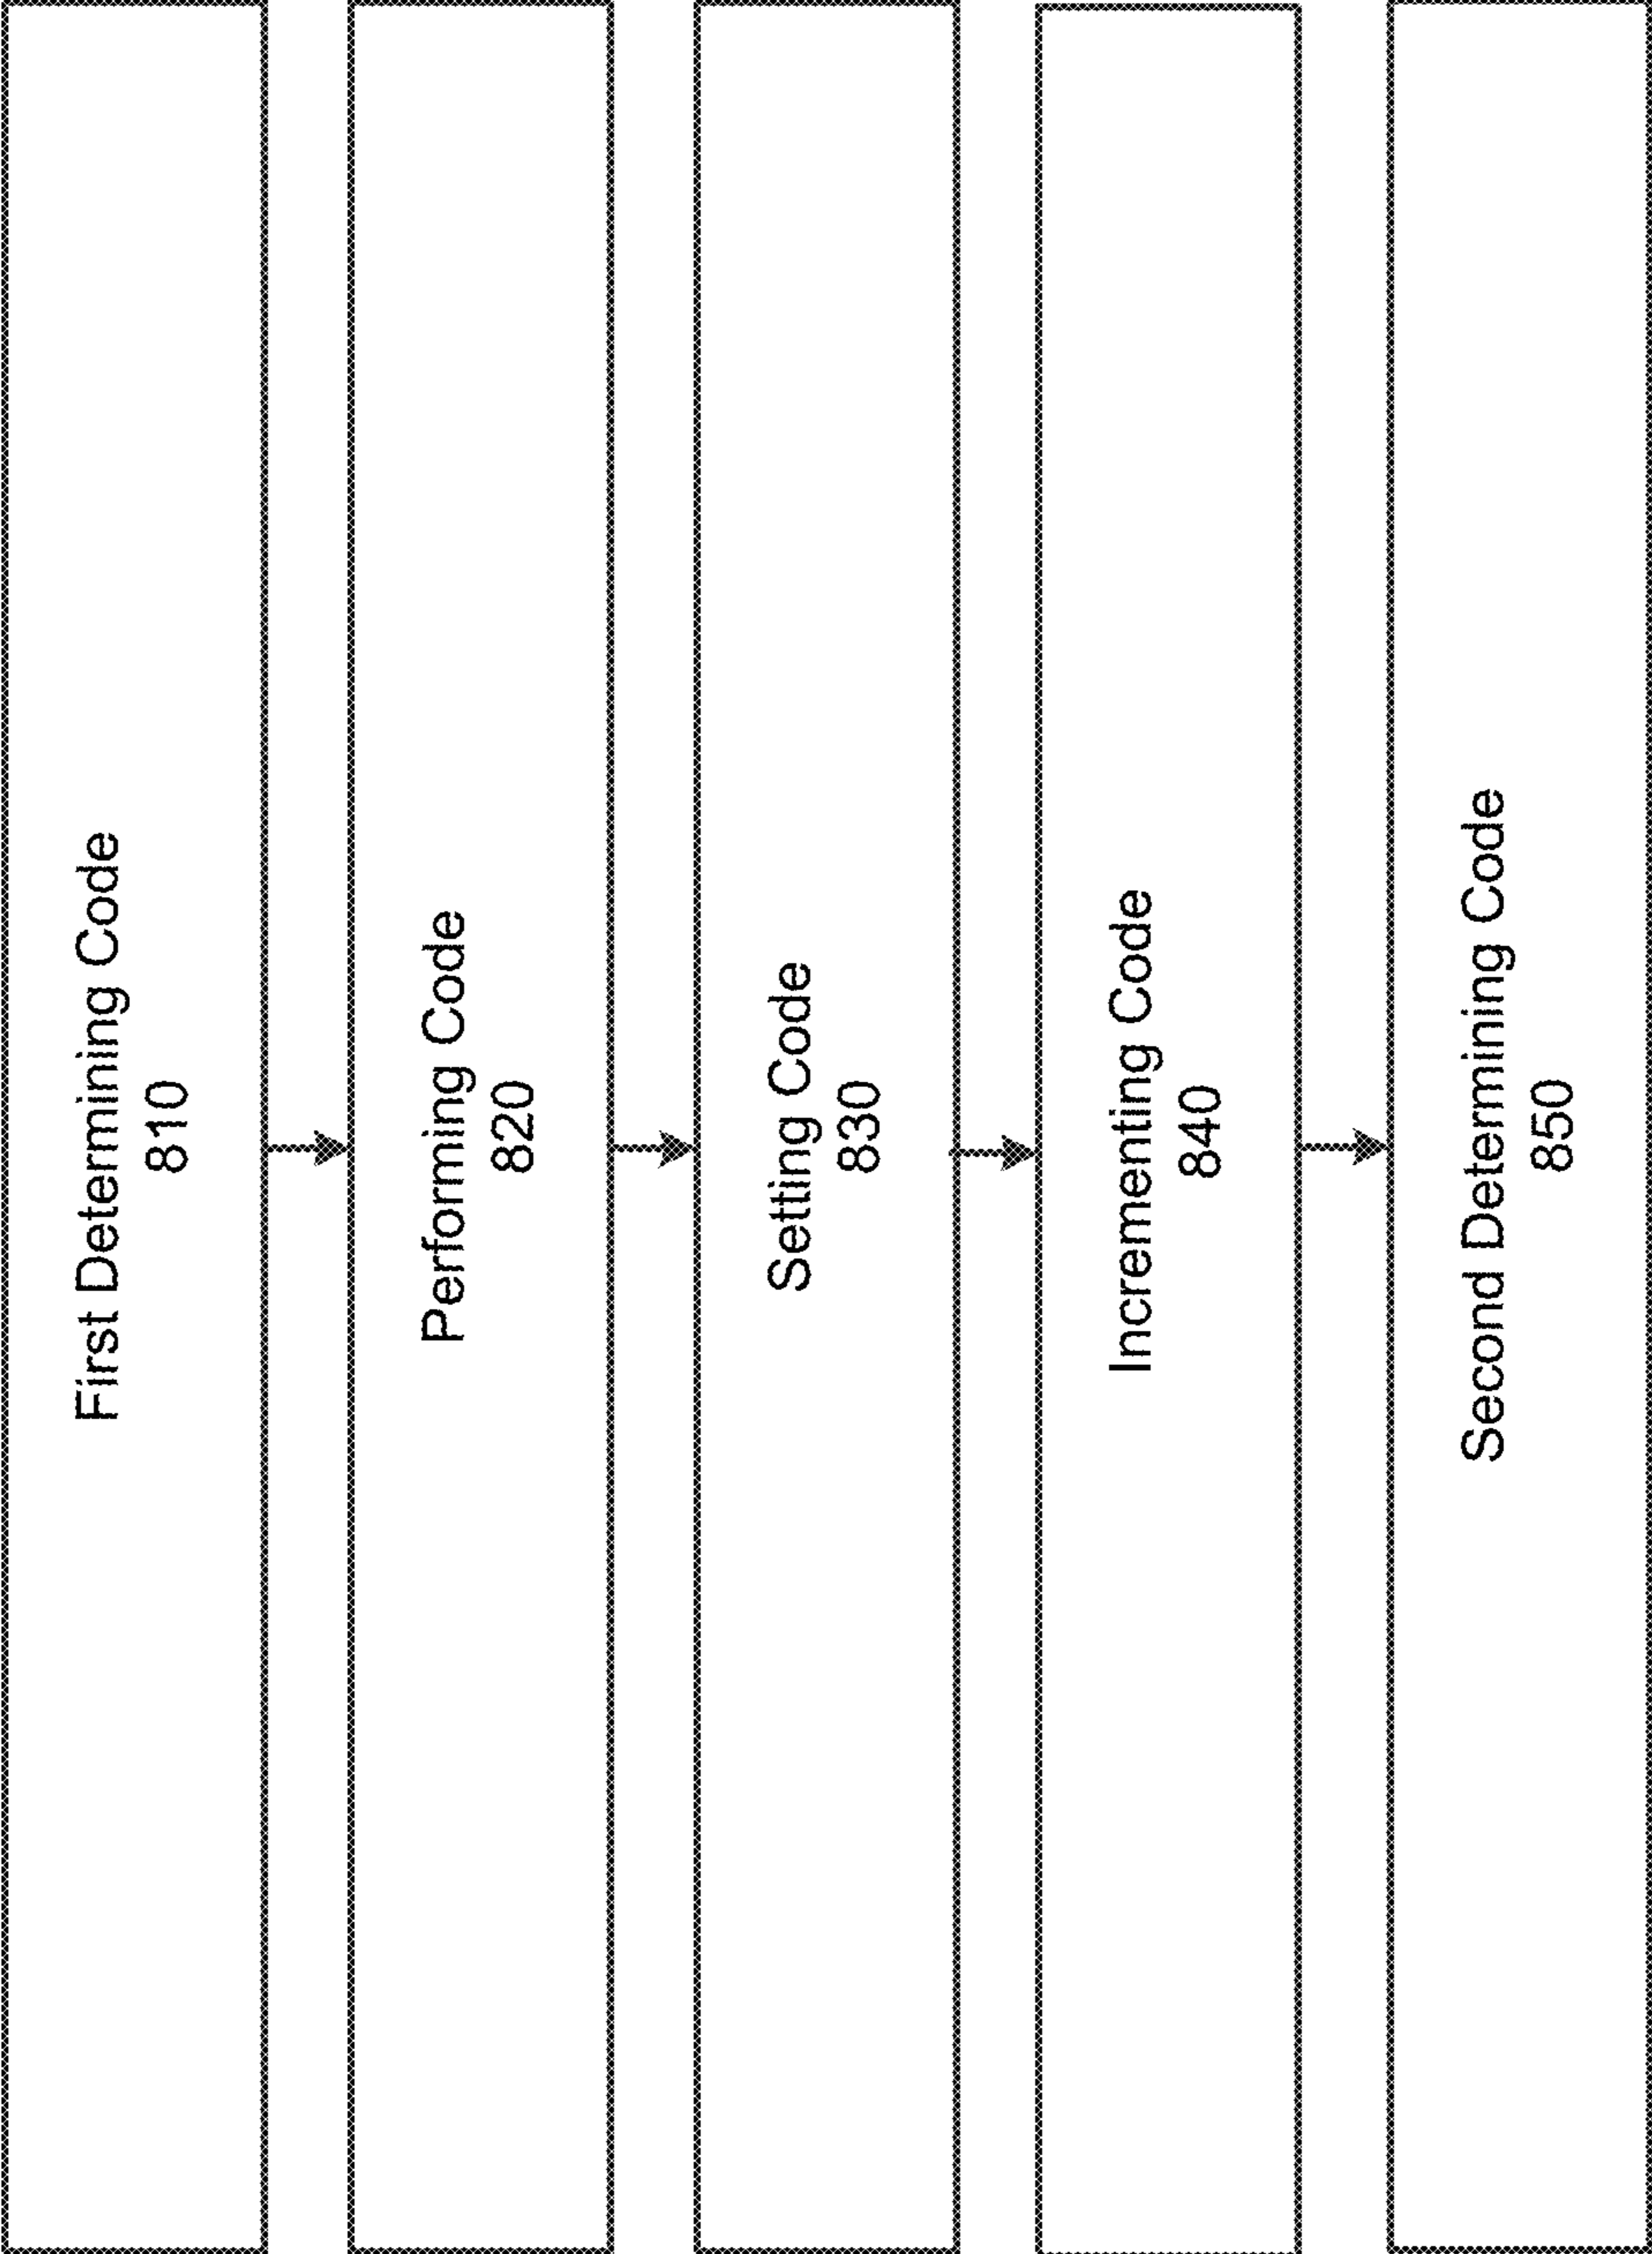 First Determining Code
810
Performing Code
820
Setting Code
830
Incrementing Code
840
Second Determining Code
850